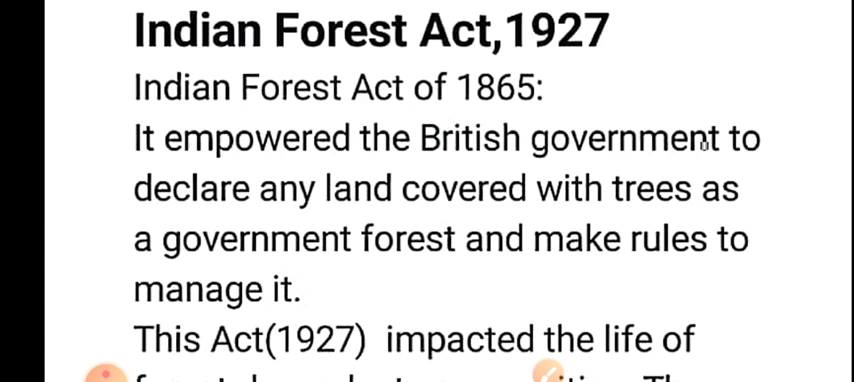 Indian Forest Act,1927
Indian Forest Act of 1865:
It empowered the British government to
declare any land covered with trees as
a government forest and make rules to
manage it.
This Act(1927) impacted the life of